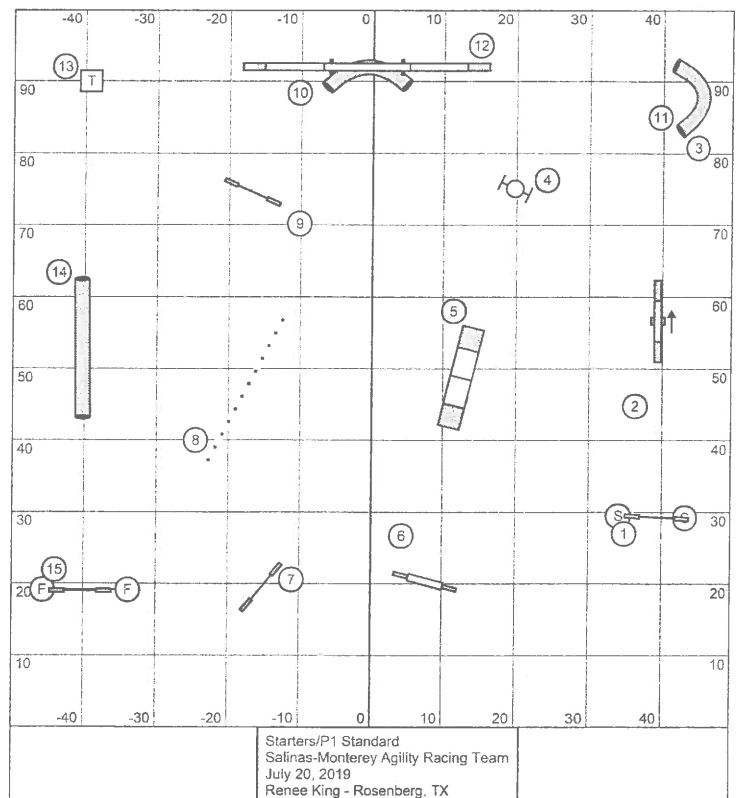 -40 -30 -20 -10 0 10 20 30 40
12
13 T
90 90
10
11
3
80 80
4
9
70 70
14
60 60
5
50 50
2
8
40 40
30 30
S S
1
6
15
7
20 20
F F
10 10
-40 -30 -20 -10 0 10 20 30 40
Starters/P1 Standard
Salinas-Monterey Agility Racing Team
July 20, 2019
Renee King - Rosenberg, TX